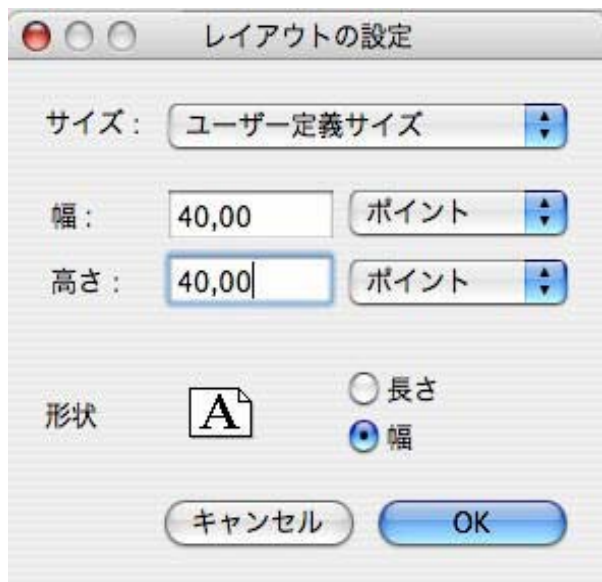 レイアウトの設定
サイズ： ユーザー定義サイズ
幅： 40,00 ポイント
高さ： 40,00 ポイント
形状 A 長さ
幅
キャンセル OK